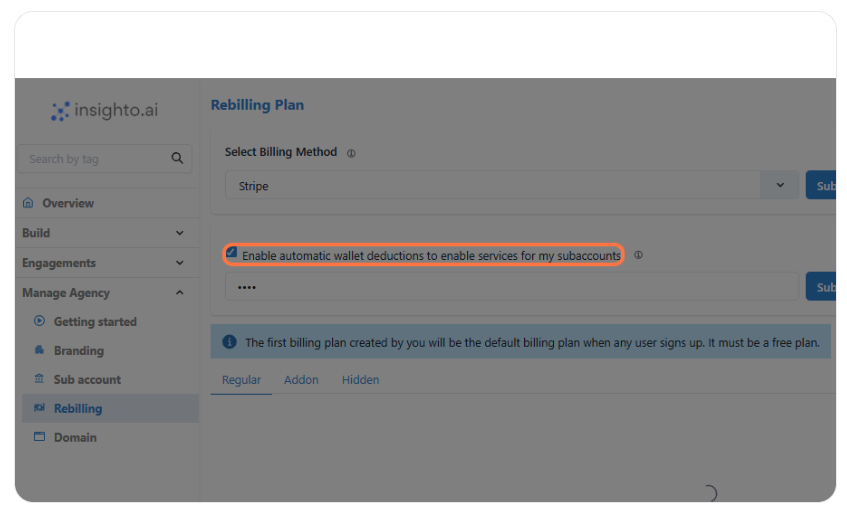 insighto.ai
Search by tag
Overview
Build
Engagements
Manage Agency
Getting started
Branding
Sub account
Rebilling
Domain
Rebilling Plan
Select Billing Method
Stripe
Sub
Enable automatic wallet deductions to enable services for my subaccounts
••••
Sub
The first billing plan created by you will be the default billing plan when any user signs up. It must be a free plan.
Regular Addon Hidden